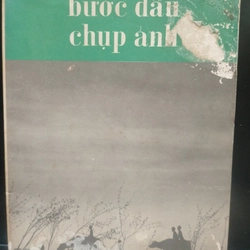 bước đầu
chụp ảnh